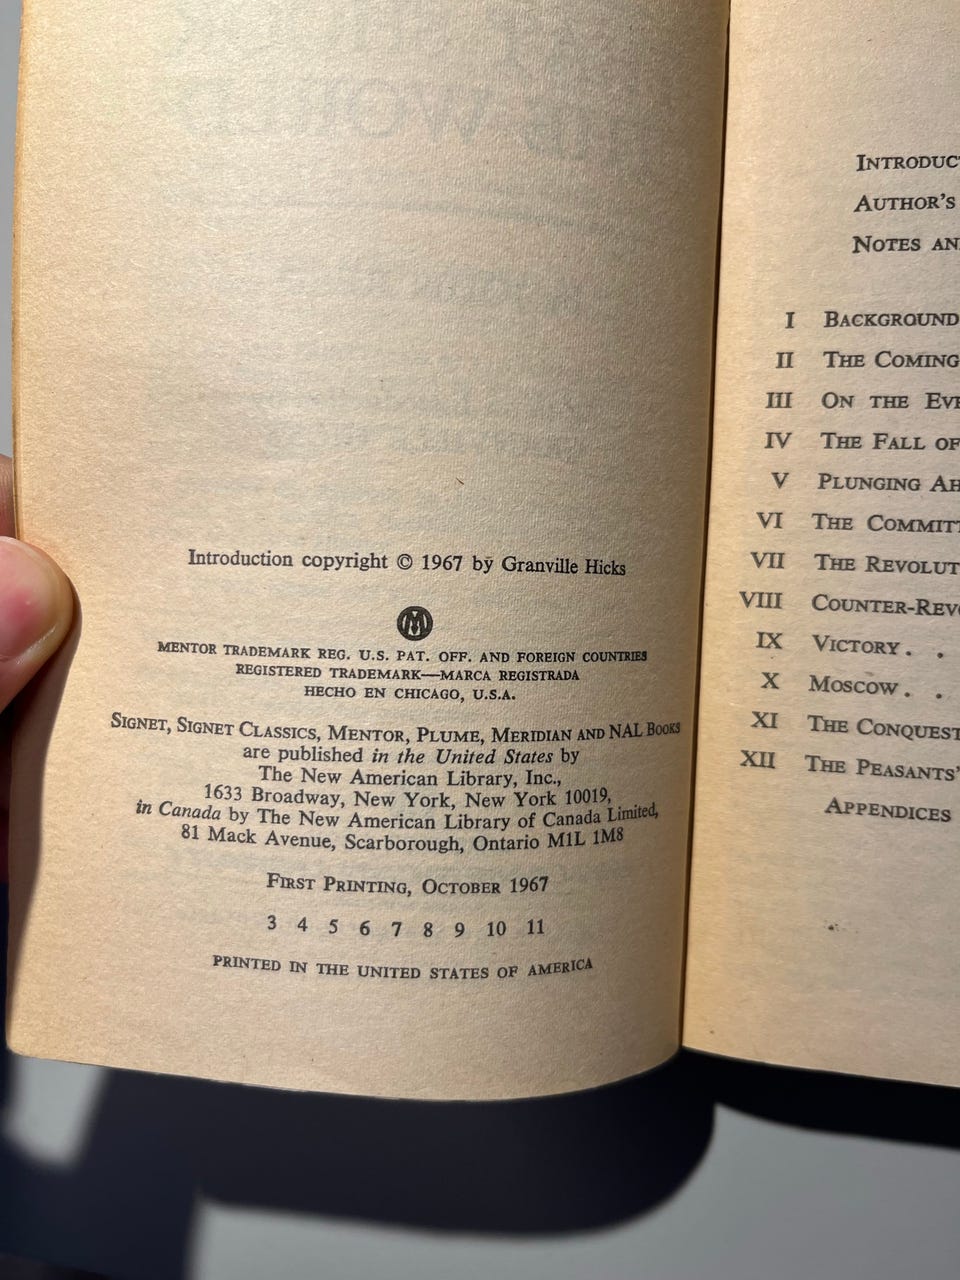 Introduction copyright © 1967 by Granville Hicks
M
MENTOR TRADEMARK REG. U.S. PAT. OFF. AND FOREIGN COUNTRIES
REGISTERED TRADEMARK—MARCA REGISTRADA
HECHO EN CHICAGO, U.S.A.
SIGNET, SIGNET CLASSICS, MENTOR, PLUME, MERIDIAN AND NAL BOOKS
are published in the United States by
The New American Library, Inc.,
1633 Broadway, New York, New York 10019,
in Canada by The New American Library of Canada Limited,
81 Mack Avenue, Scarborough, Ontario M1L 1M8
FIRST PRINTING, OCTOBER 1967
3 4 5 6 7 8 9 10 11
PRINTED IN THE UNITED STATES OF AMERICA
INTRODUCT
AUTHOR'S
NOTES AN
I BACKGROUND
II THE COMING
III ON THE EVE
IV THE FALL OF
V PLUNGING AH
VI THE COMMITT
VII THE REVOLUT
VIII COUNTER-REVO
IX VICTORY . .
X MOSCOW . .
XI THE CONQUEST
XII THE PEASANTS'
APPENDICES